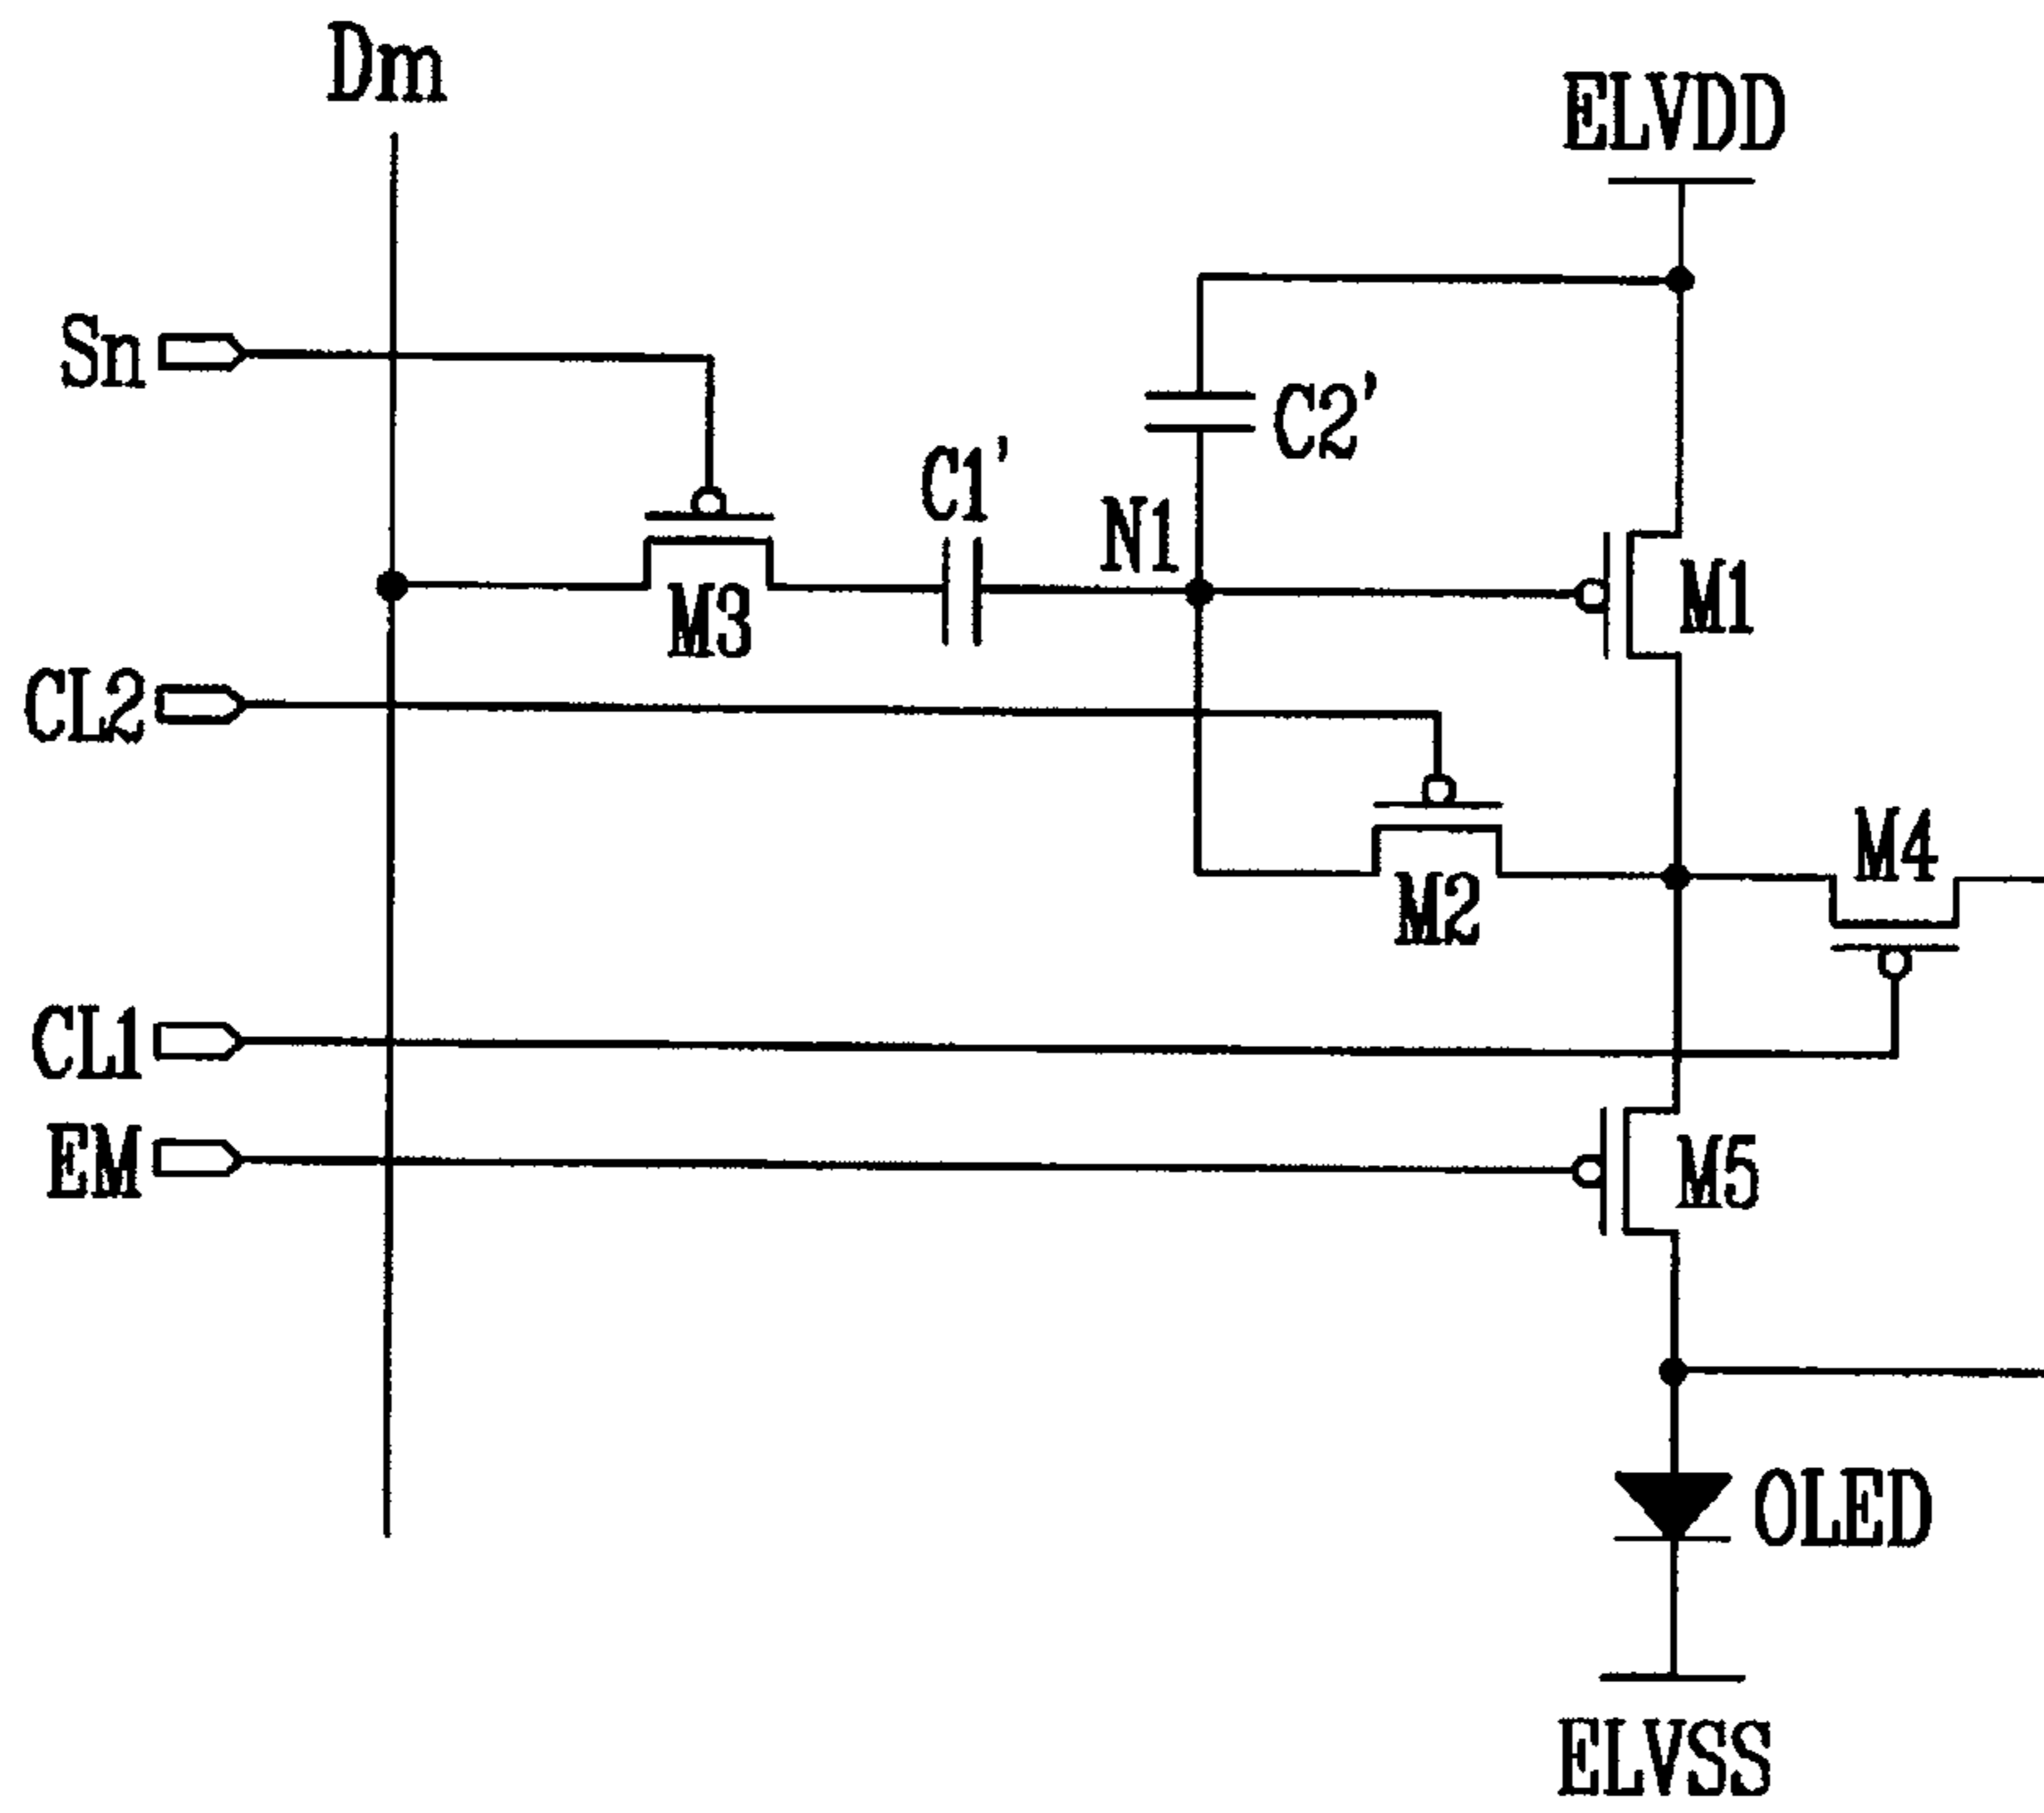 Dm
ELVDD
Sn
C2'
C1'
N1
M1
M3
CL2
M4
M2
CL1
EM
M5
OLED
ELVSS